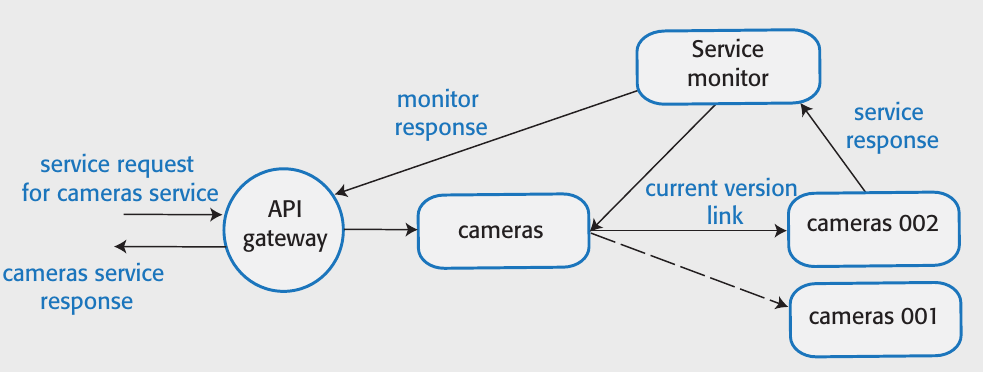 Service
monitor
monitor
response
service
response
service request
for cameras service
current version
link
API
gateway
cameras
cameras 002
cameras service
response
cameras 001